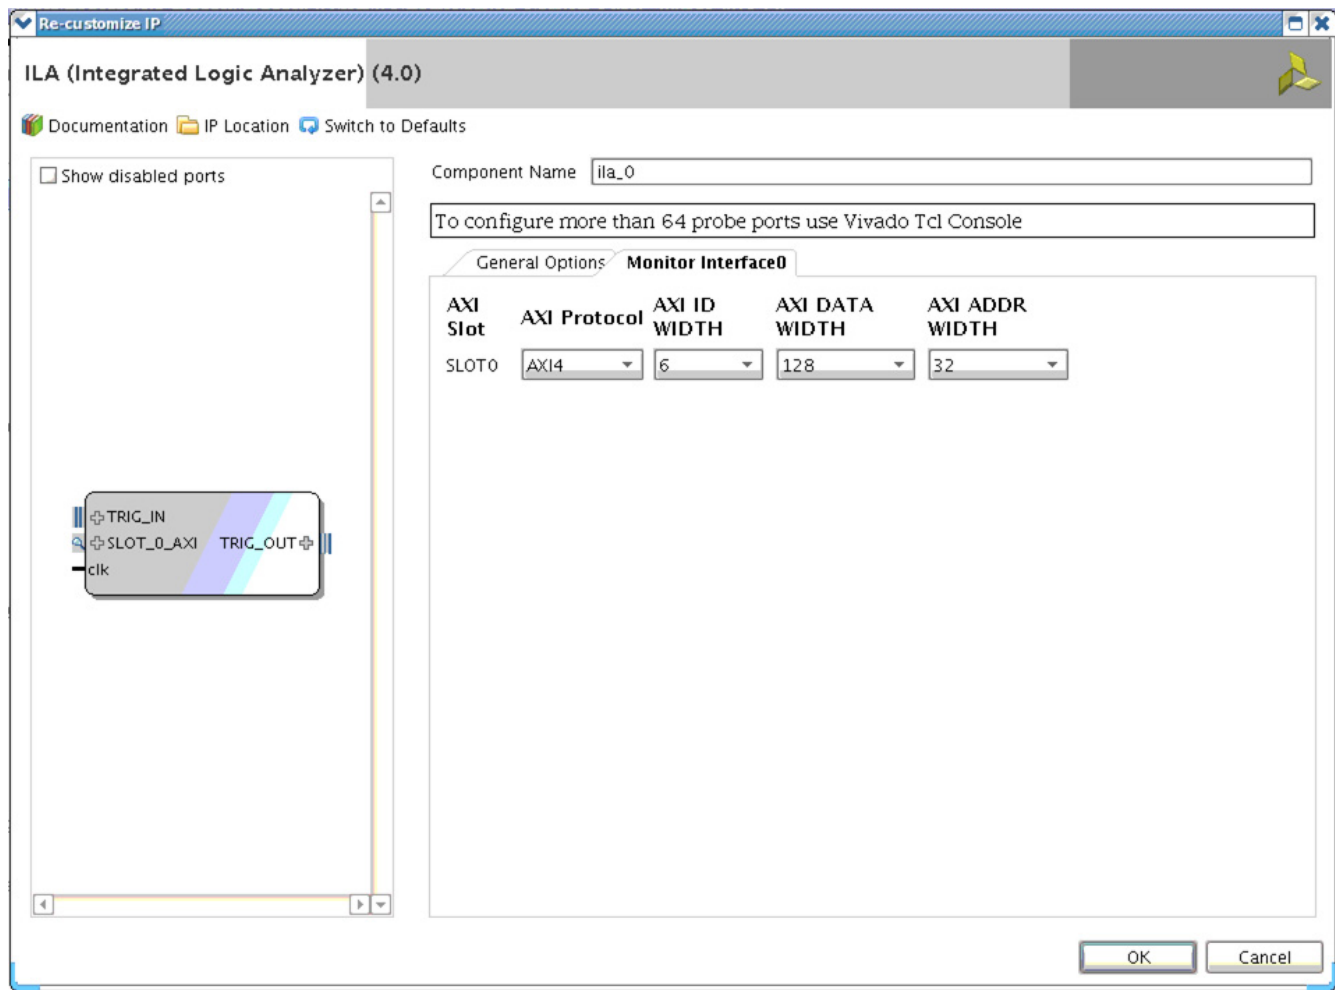 Re-customize IP
ILA (Integrated Logic Analyzer) (4.0)
Documentation IP Location Switch to Defaults
Show disabled ports
TRIG_IN
SLOT_0_AXI TRIG_OUT
clk
Component Name ila_0
To configure more than 64 probe ports use Vivado Tcl Console
General Options Monitor Interface0
AXI Slot AXI Protocol AXI ID WIDTH AXI DATA WIDTH AXI ADDR WIDTH
SLOT0 AXI4 6 128 32
OK Cancel